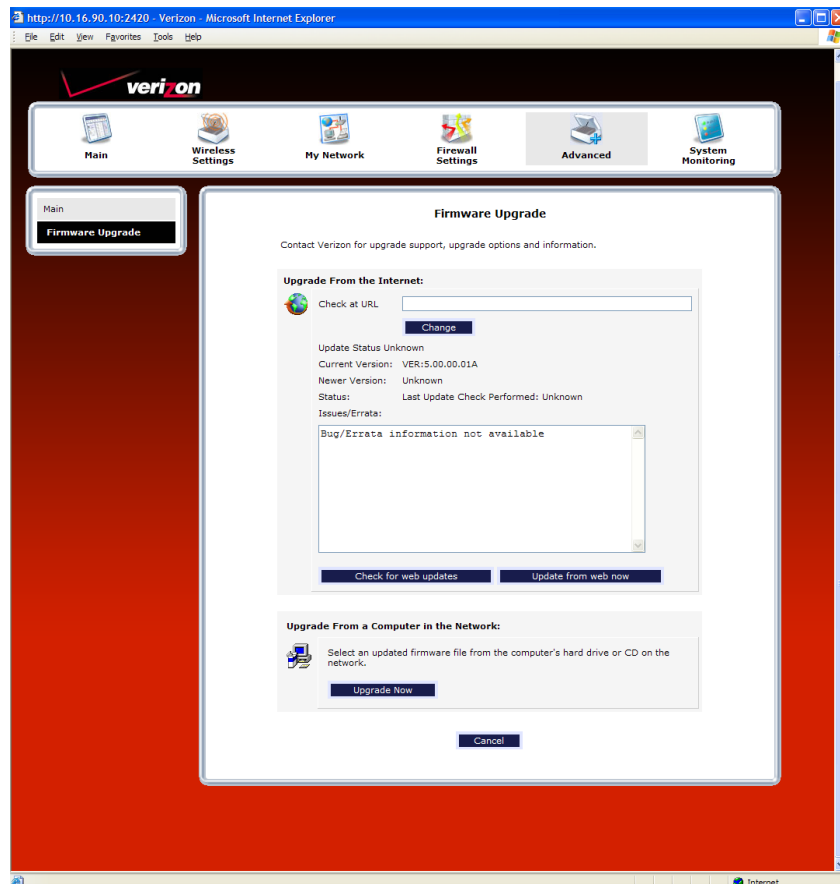 http://10.16.90.10:2420 - Verizon - Microsoft Internet Explorer
File Edit View Favorites Tools Help
verizon
Main
Wireless Settings
My Network
Firewall Settings
Advanced
System Monitoring
Main
Firmware Upgrade
Firmware Upgrade
Contact Verizon for upgrade support, upgrade options and information.
Upgrade From the Internet:
Check at URL
Change
Update Status Unknown
Current Version: VER:5.00.00.01A
Newer Version: Unknown
Status: Last Update Check Performed: Unknown
Issues/Errata:
Bug/Errata information not available
Check for web updates Update from web now
Upgrade From a Computer in the Network:
Select an updated firmware file from the computer's hard drive or CD on the
network.
Upgrade Now
Cancel
Internet